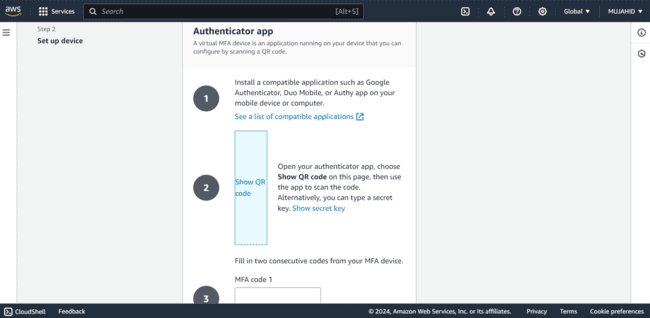 aws
Services
Search
[Alt+S]
Global
MUJAHID
Step 2
Set up device
Authenticator app
A virtual MFA device is an application running on your device that you can
configure by scanning a QR code.
1
Install a compatible application such as Google
Authenticator, Duo Mobile, or Authy app on your
mobile device or computer.
See a list of compatible applications
2
Show QR
code
Open your authenticator app, choose
Show QR code on this page, then use
the app to scan the code.
Alternatively, you can type a secret
key. Show secret key
Fill in two consecutive codes from your MFA device.
MFA code 1
3
CloudShell
Feedback
© 2024, Amazon Web Services, Inc. or its affiliates.
Privacy
Terms
Cookie preferences